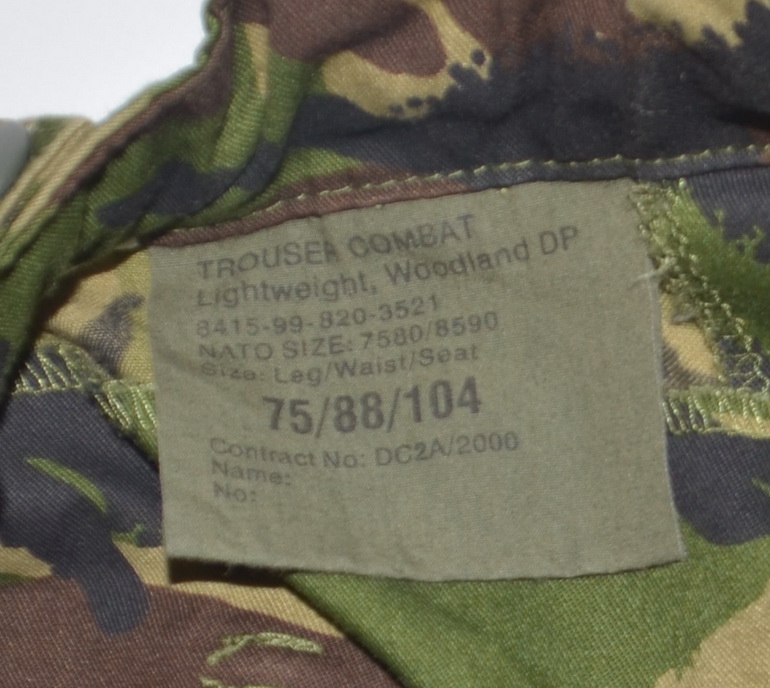 TROUSER COMBAT
Lightweight, Woodland DP
8415-99-820-3521
NATO SIZE: 7580/8590
Size: Leg/Waist/Seat
75/88/104
Contract No: DC2A/2000
Name:
No: